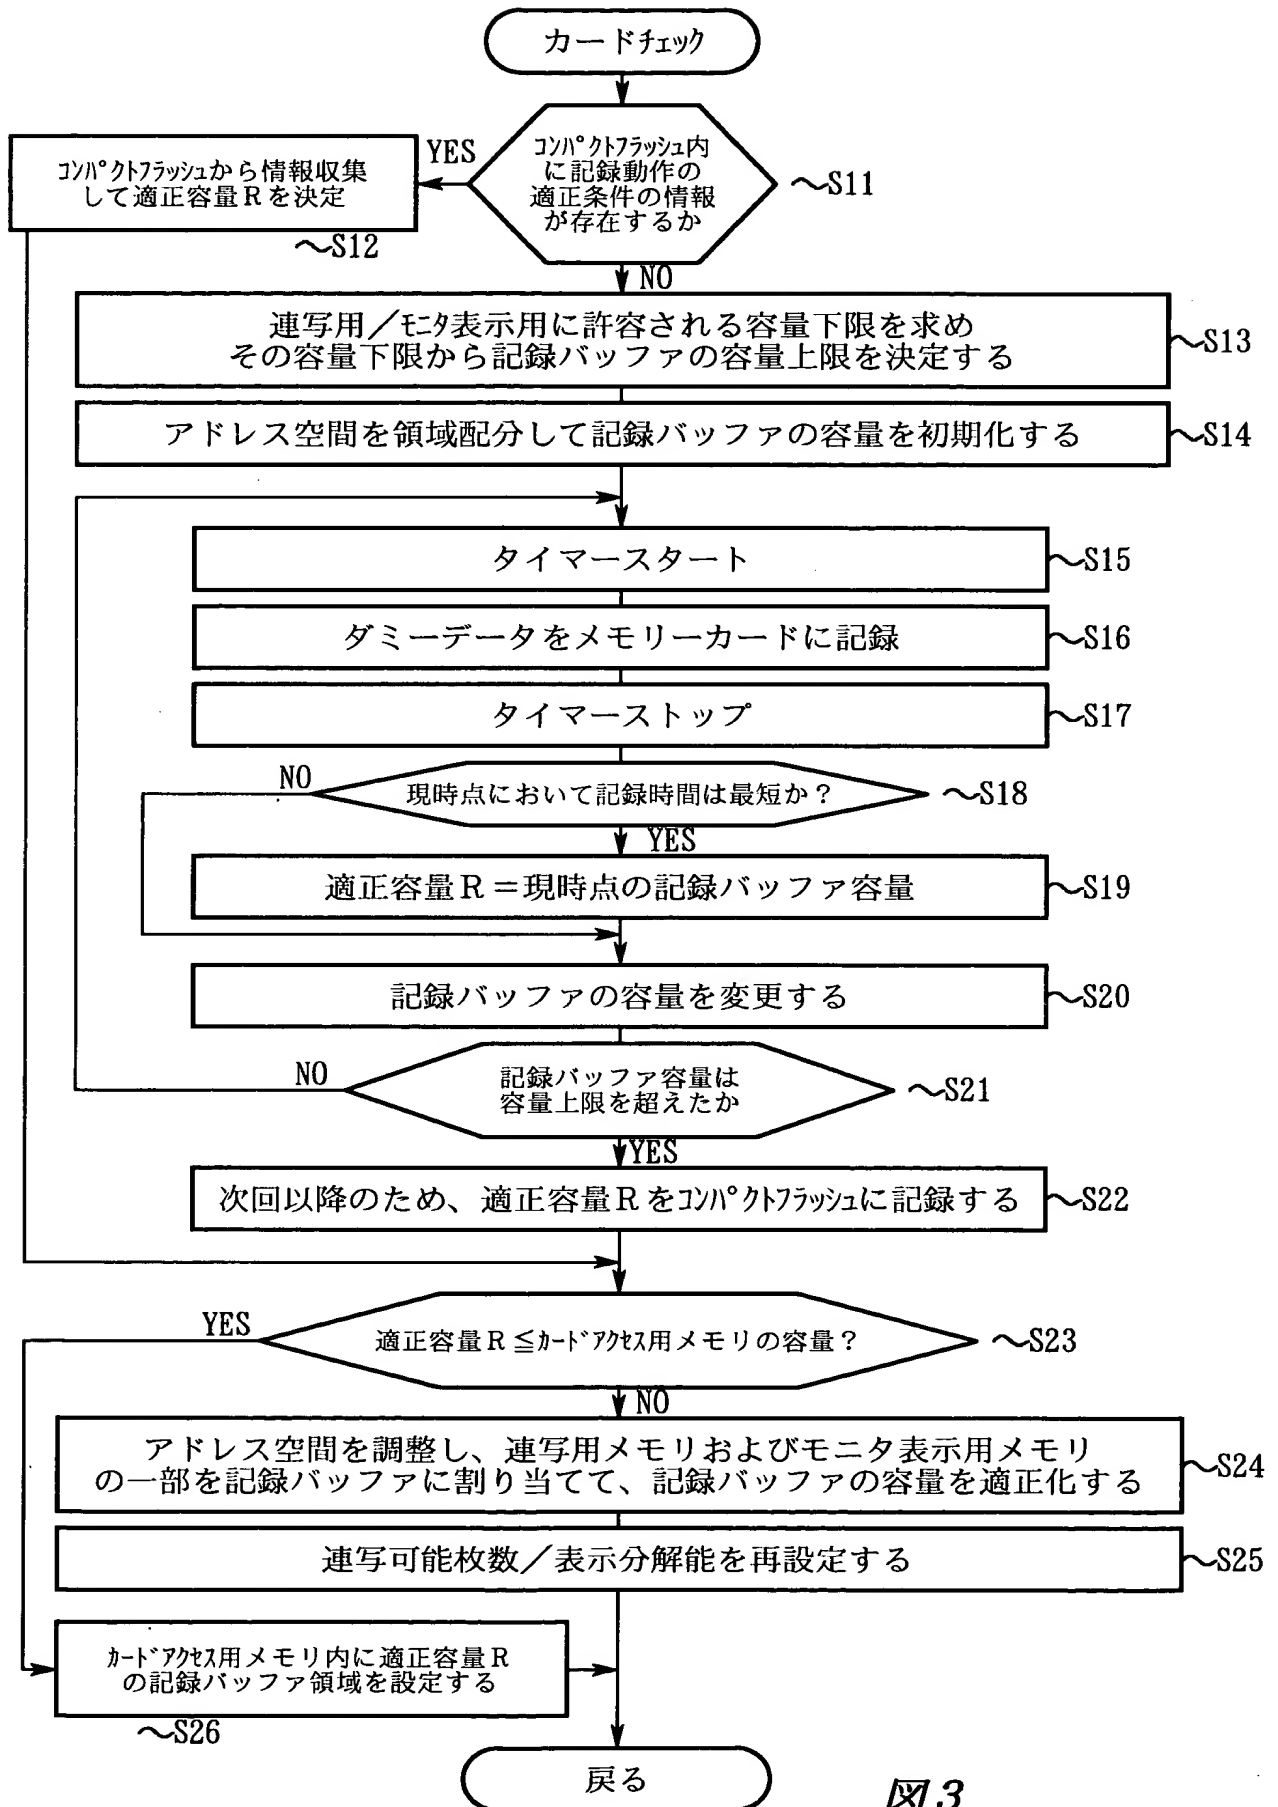 カードチェック
コンパクトフラッシュ内
に記録動作の
適正条件の情報
が存在するか
～S11
YES
コンパクトフラッシュから情報収集
して適正容量Rを決定
～S12
NO
連写用／モニタ表示用に許容される容量下限を求め
その容量下限から記録バッファの容量上限を決定する
～S13
アドレス空間を領域配分して記録バッファの容量を初期化する
～S14
タイマースタート
～S15
ダミーデータをメモリーカードに記録
～S16
タイマーストップ
～S17
NO
現時点において記録時間は最短か？
～S18
YES
適正容量R＝現時点の記録バッファ容量
～S19
記録バッファの容量を変更する
～S20
NO
記録バッファ容量は
容量上限を超えたか
～S21
YES
次回以降のため、適正容量Rをコンパクトフラッシュに記録する
～S22
YES
適正容量R≦カードアクセス用メモリの容量？
～S23
NO
アドレス空間を調整し、連写用メモリおよびモニタ表示用メモリ
の一部を記録バッファに割り当てて、記録バッファの容量を適正化する
～S24
連写可能枚数／表示分解能を再設定する
～S25
カードアクセス用メモリ内に適正容量R
の記録バッファ領域を設定する
～S26
戻る
図3